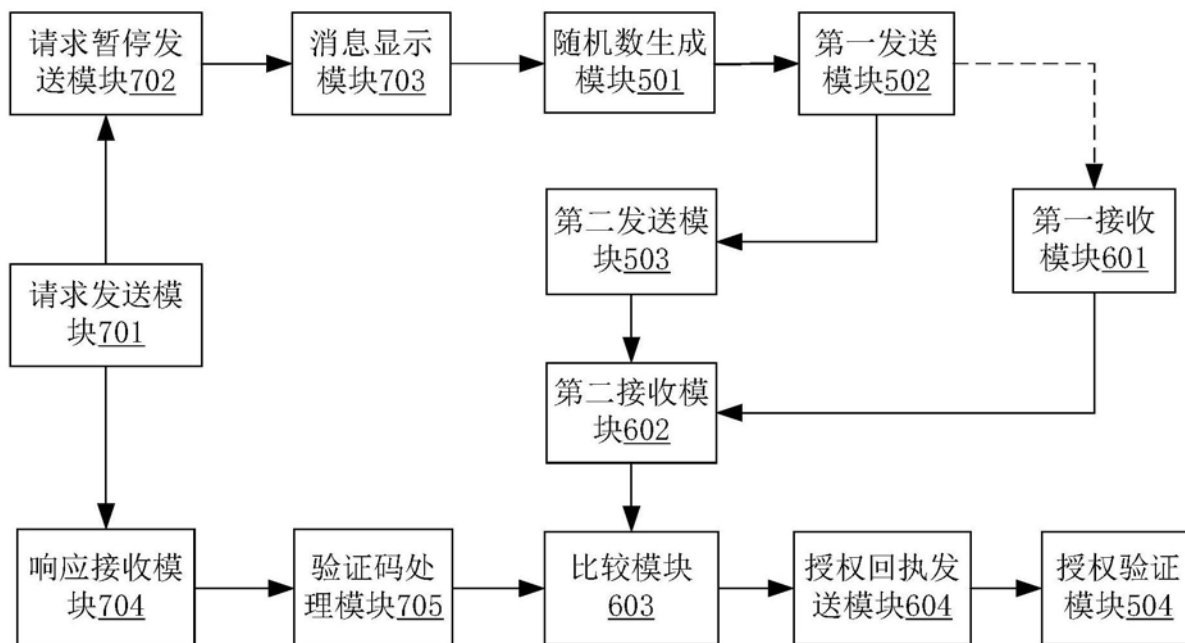 请求暂停发
送模块702
消息显示
模块703
随机数生成
模块501
第一发送
模块502
第二发送模
块503
第一接收
模块601
请求发送模
块701
第二接收模
块602
响应接收模
块704
验证码处
理模块705
比较模块
603
授权回执发
送模块604
授权验证
模块504